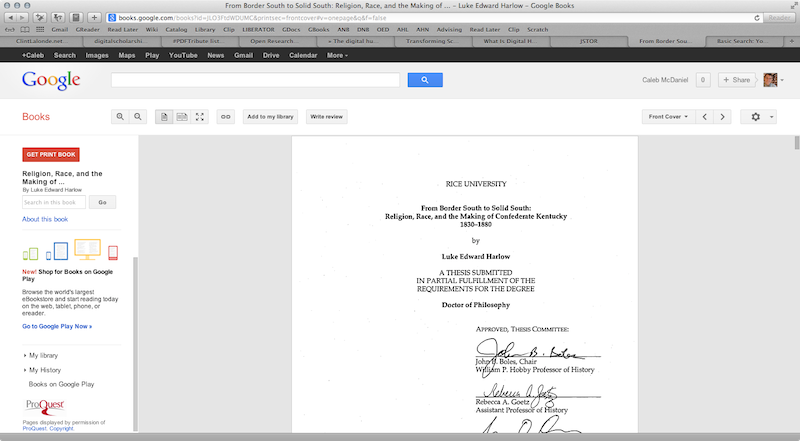 From Border South to Solid South: Religion, Race, and the Making of ... – Luke Edward Harlow – Google Books
books.google.com/books?id=JLO3FtdWDUMC&printsec=frontcover#v=onepage&q&f=false
Reader
Gmail GReader Luke Rice Wiki Catalog Library Clip LIBERATOR GDocs GBooks ANB DNB OED AHL AHN Advising Reader Later Clip Scratch
ClintLalonde.net digitalscholarshi #PDFTribute list Open Research « The digital hu Transforming Sc What Is Digital H JSTOR From Border Sou Basic Search: Yo
+Caleb Search Images Maps Play YouTube News Gmail Drive Calendar More
Google
Caleb McDaniel 0 + Share
Books
Add to my library Write review Front Cover
GET PRINT BOOK
Religion, Race, and the
Making of ...
By Luke Edward Harlow
Search in this book Go
About this book
New! Shop for Books on Google
Play
Browse the world's largest
eBookstore and start reading today
on the web, tablet, phone, or
ereader.
Go to Google Play Now »
My library
My History
Books on Google Play
ProQuest
Pages displayed by permission of
ProQuest. Copyright.
RICE UNIVERSITY
From Border South to Solid South:
Religion, Race, and the Making of Confederate Kentucky
1830–1880
by
Luke Edward Harlow
A THESIS SUBMITTED
IN PARTIAL FULFILLMENT OF THE
REQUIREMENTS FOR THE DEGREE
Doctor of Philosophy
APPROVED, THESIS COMMITTEE:
John B. Boles
John B. Boles, Chair
William P. Hobby Professor of History
Rebecca A. Goetz
Rebecca A. Goetz
Assistant Professor of History